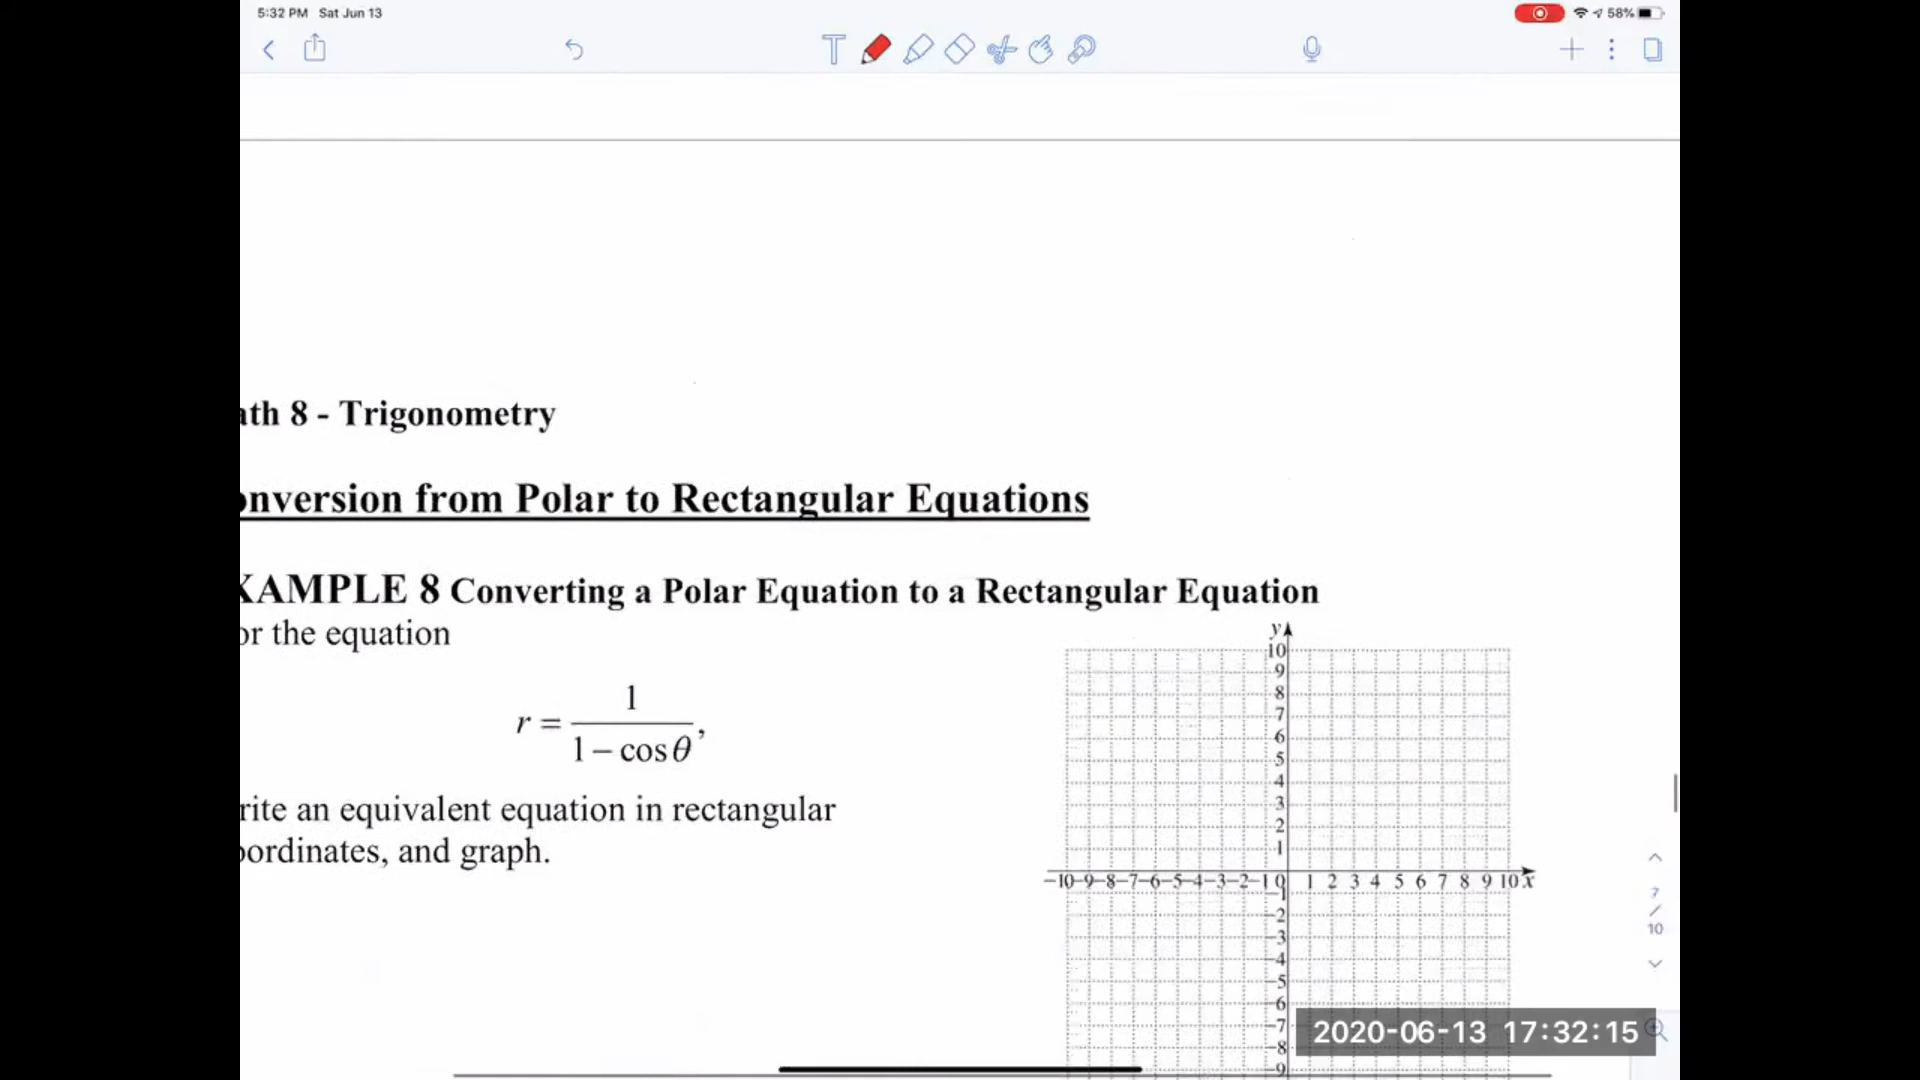 5:32 PM Sat Jun 13
58%
ath 8 - Trigonometry
onversion from Polar to Rectangular Equations
XAMPLE 8 Converting a Polar Equation to a Rectangular Equation
or the equation
r = 1 / (1 – cos θ),
rite an equivalent equation in rectangular
oordinates, and graph.
y
10
9
8
7
6
5
4
3
2
1
–10 –9 –8 –7 –6 –5 –4 –3 –2 –1 0 1 2 3 4 5 6 7 8 9 10 x
–1
–2
–3
–4
–5
–6
–7
–8
–9
7
/
10
2020-06-13 17:32:15